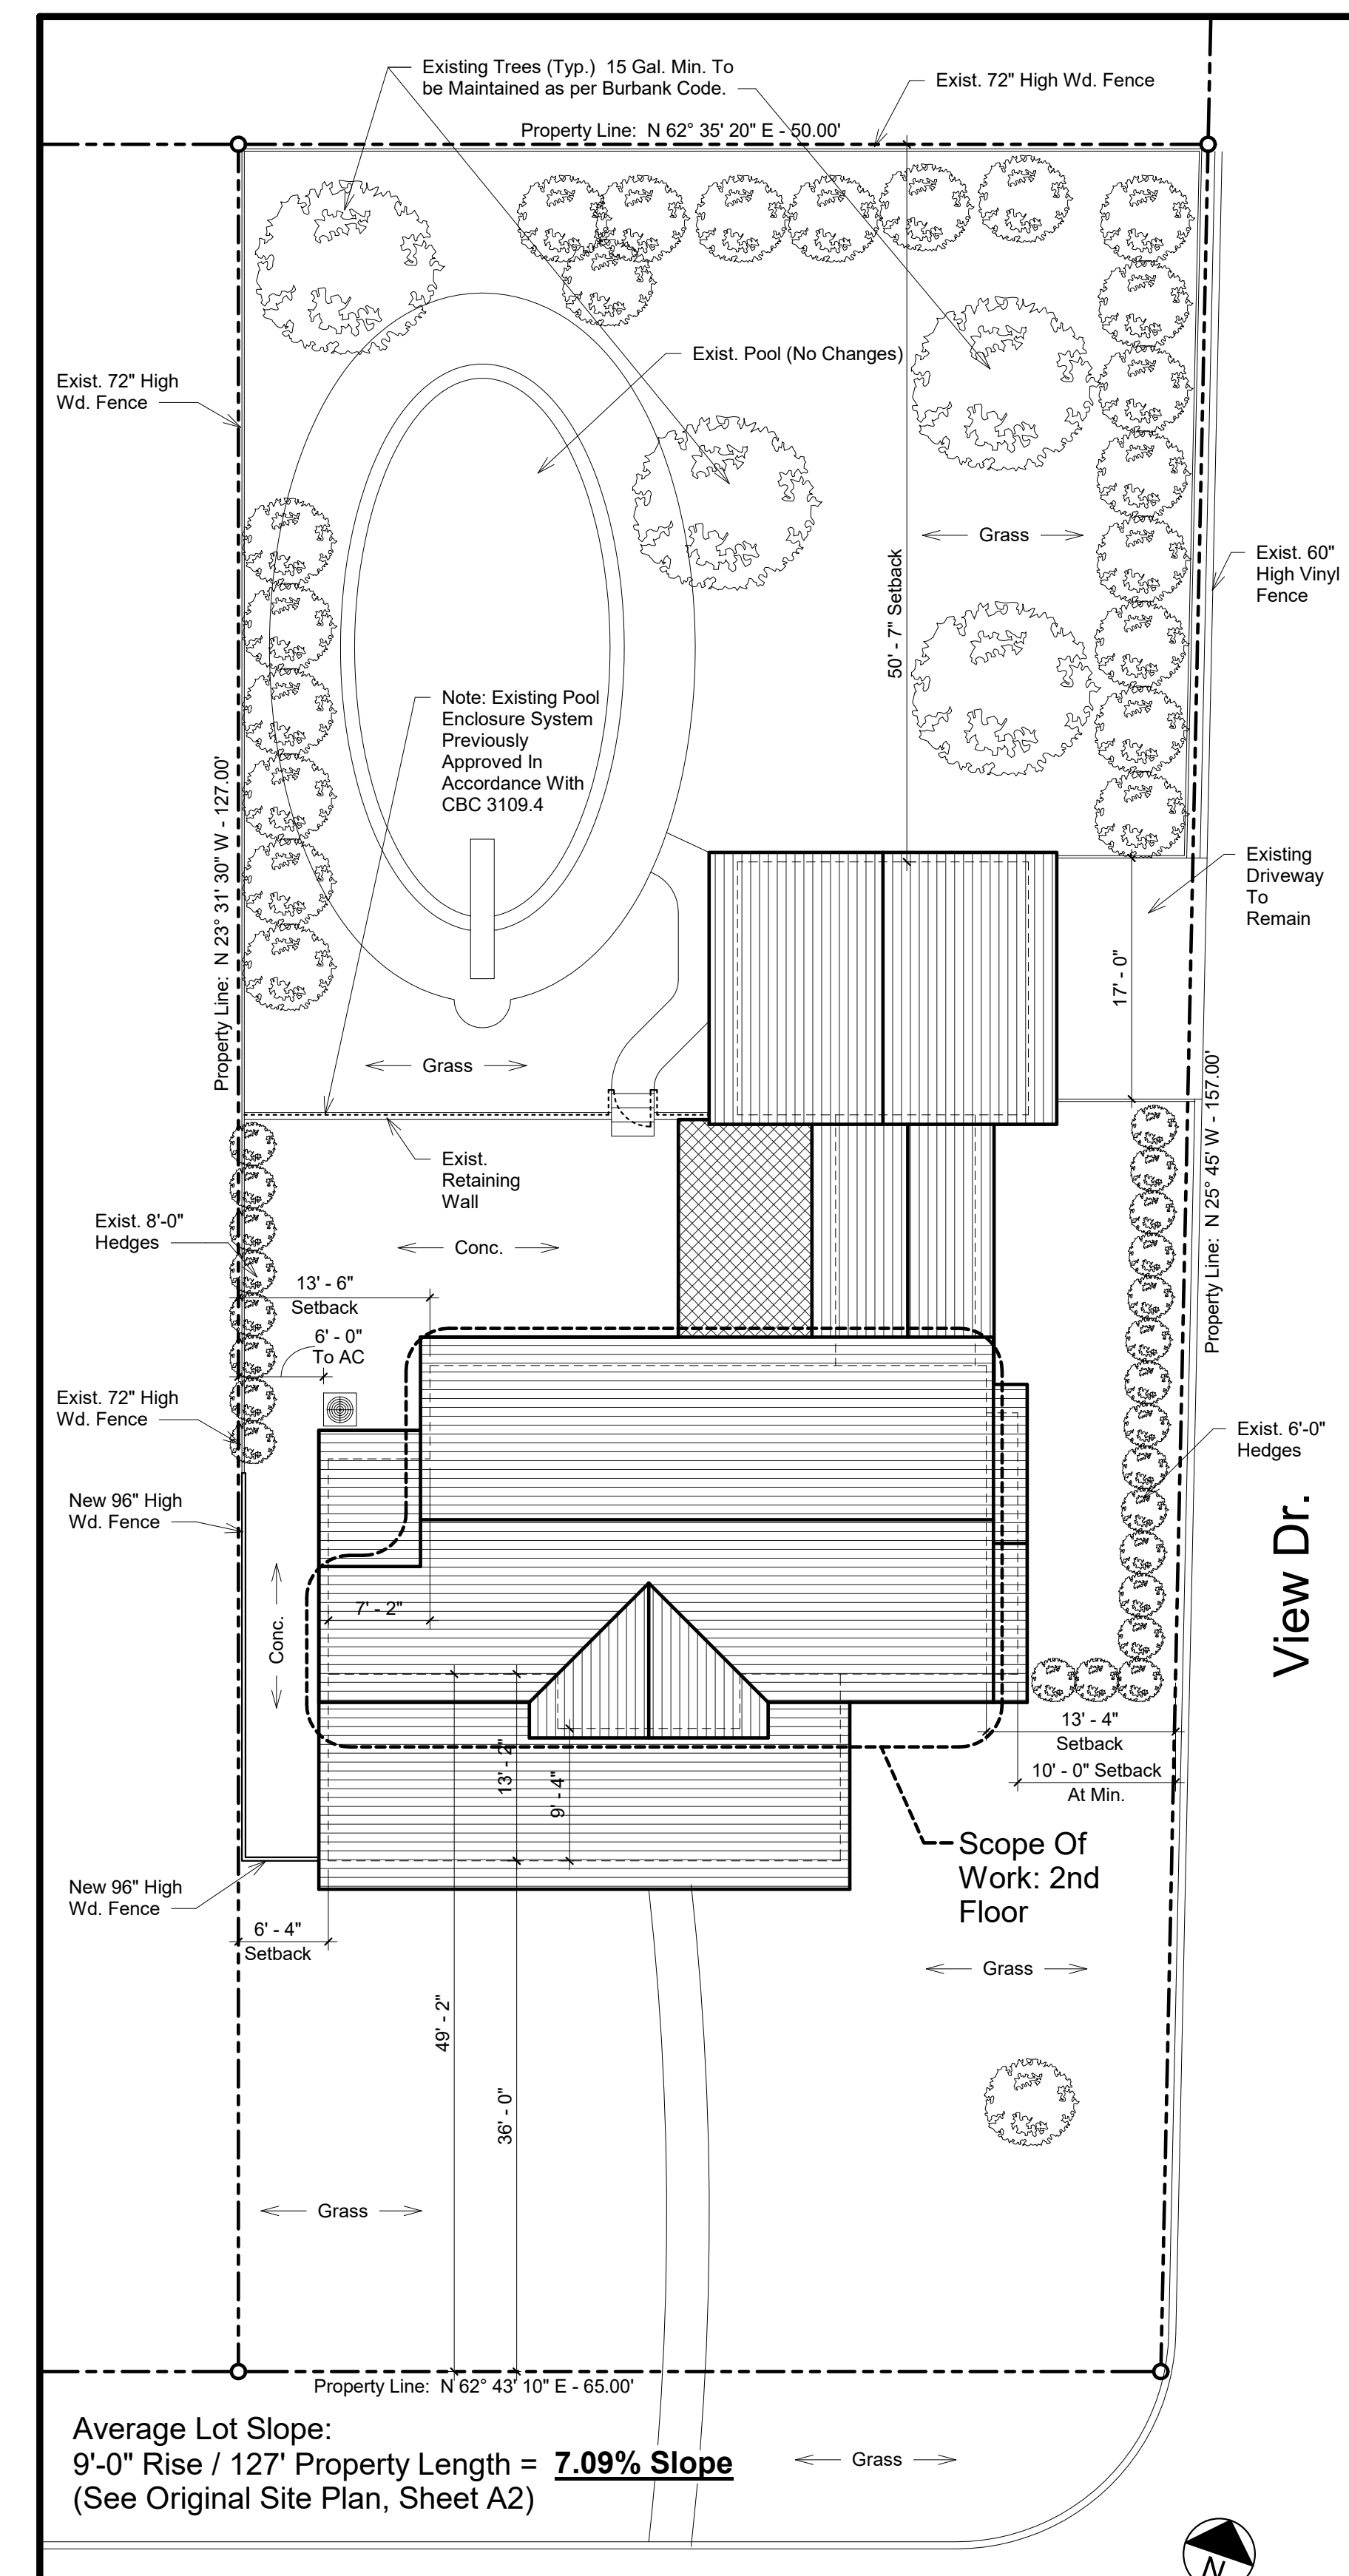 Existing Trees (Typ.)  15 Gal. Min. To
be Maintained as per Burbank Code.
Exist. 72" High Wd. Fence
Property Line:  N 62° 35' 20" E - 50.00'
Exist. Pool (No Changes)
Exist. 72" High
Wd. Fence
Grass
50' - 7" Setback
Exist. 60"
High Vinyl
Fence
Note: Existing Pool
Enclosure System
Previously
Approved In
Accordance With
CBC 3109.4
Property Line:  N 23° 31' 30" W - 127.00'
Existing
Driveway
To
Remain
17' - 0"
Grass
Property Line:  N 25° 45' W - 157.00'
Exist.
Retaining
Wall
Exist. 8'-0"
Hedges
Conc.
13' - 6"
Setback
6' - 0"
To AC
Exist. 72" High
Wd. Fence
Exist. 6'-0"
Hedges
New 96" High
Wd. Fence
View Dr.
Conc.
7' - 2"
13' - 4"
Setback
10' - 0" Setback
At Min.
13' - 2"
9' - 4"
Scope Of
Work: 2nd
Floor
New 96" High
Wd. Fence
6' - 4"
Setback
Grass
49' - 2"
36' - 0"
Grass
Property Line:  N 62° 43' 10" E - 65.00'
Average Lot Slope:
9'-0" Rise / 127' Property Length =  7.09% Slope
(See Original Site Plan, Sheet A2)
Grass
N